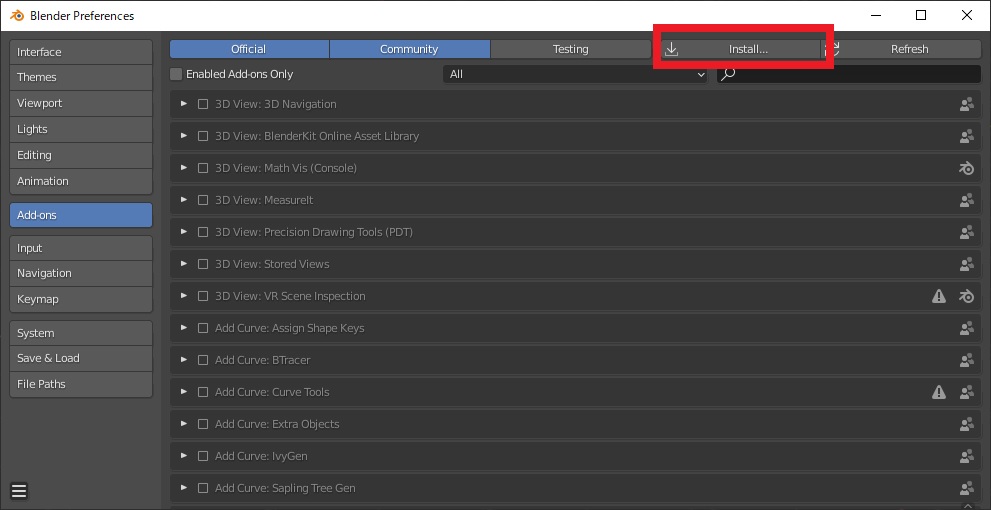 Blender Preferences
Interface
Themes
Viewport
Lights
Editing
Animation
Add-ons
Input
Navigation
Keymap
System
Save & Load
File Paths
Official Community Testing Install... Refresh
Enabled Add-ons Only All
3D View: 3D Navigation
3D View: BlenderKit Online Asset Library
3D View: Math Vis (Console)
3D View: MeasureIt
3D View: Precision Drawing Tools (PDT)
3D View: Stored Views
3D View: VR Scene Inspection
Add Curve: Assign Shape Keys
Add Curve: BTracer
Add Curve: Curve Tools
Add Curve: Extra Objects
Add Curve: IvyGen
Add Curve: Sapling Tree Gen